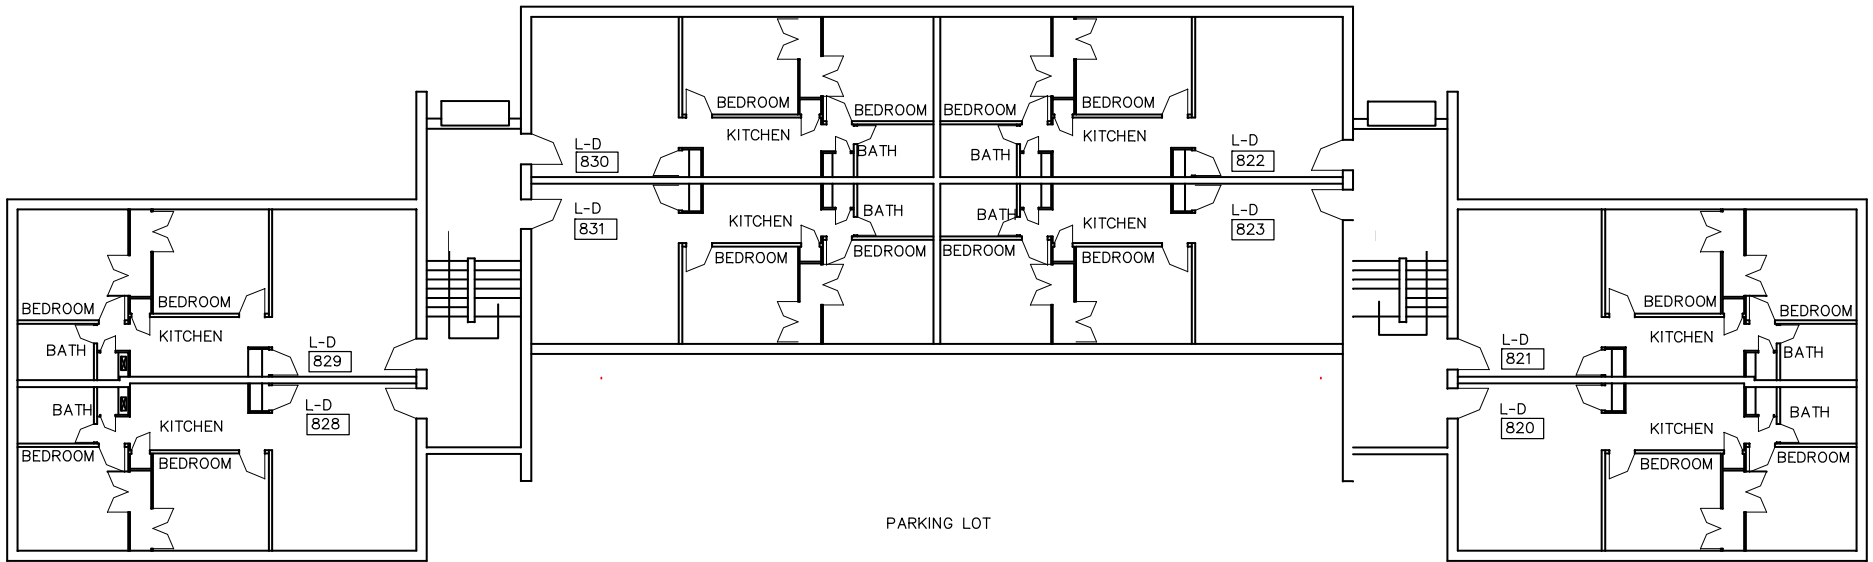 BEDROOM
BEDROOM
BEDROOM
BEDROOM
KITCHEN
KITCHEN
L-D
830
BATH
BATH
L-D
822
L-D
831
KITCHEN
BATH
BATH
KITCHEN
L-D
823
BEDROOM
BEDROOM
BEDROOM
BEDROOM
BEDROOM
BEDROOM
KITCHEN
BATH
L-D
829
BATH
KITCHEN
L-D
828
BEDROOM
BEDROOM
BEDROOM
BEDROOM
L-D
821
KITCHEN
BATH
L-D
820
KITCHEN
BATH
BEDROOM
BEDROOM
PARKING LOT